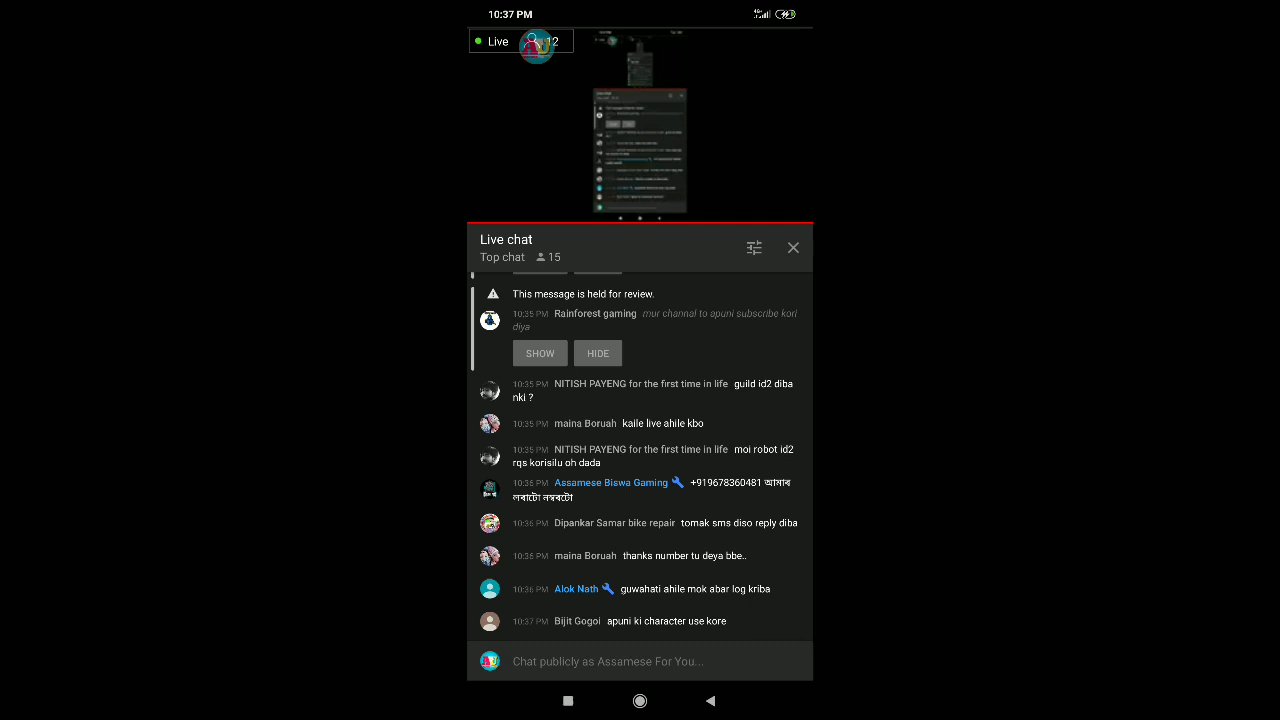 10:37 PM
4G
Live 12
Live chat
Top chat 15
This message is held for review.
10:35 PM Rainforest gaming mur channal to apuni subscribe kori
diya
SHOW HIDE
10:35 PM NITISH PAYENG for the first time in life guild id2 diba
nki ?
10:35 PM maina Boruah kaile live ahile kbo
10:35 PM NITISH PAYENG for the first time in life moi robot id2
rqs korisilu oh dada
10:36 PM Assamese Biswa Gaming +919678360481 আমাৰ
লৰাটো নম্বৰটো
10:36 PM Dipankar Samar bike repair tomak sms diso reply diba
10:36 PM maina Boruah thanks number tu deya bbe..
10:36 PM Alok Nath guwahati ahile mok abar log kriba
10:37 PM Bijit Gogoi apuni ki character use kore
Chat publicly as Assamese For You...